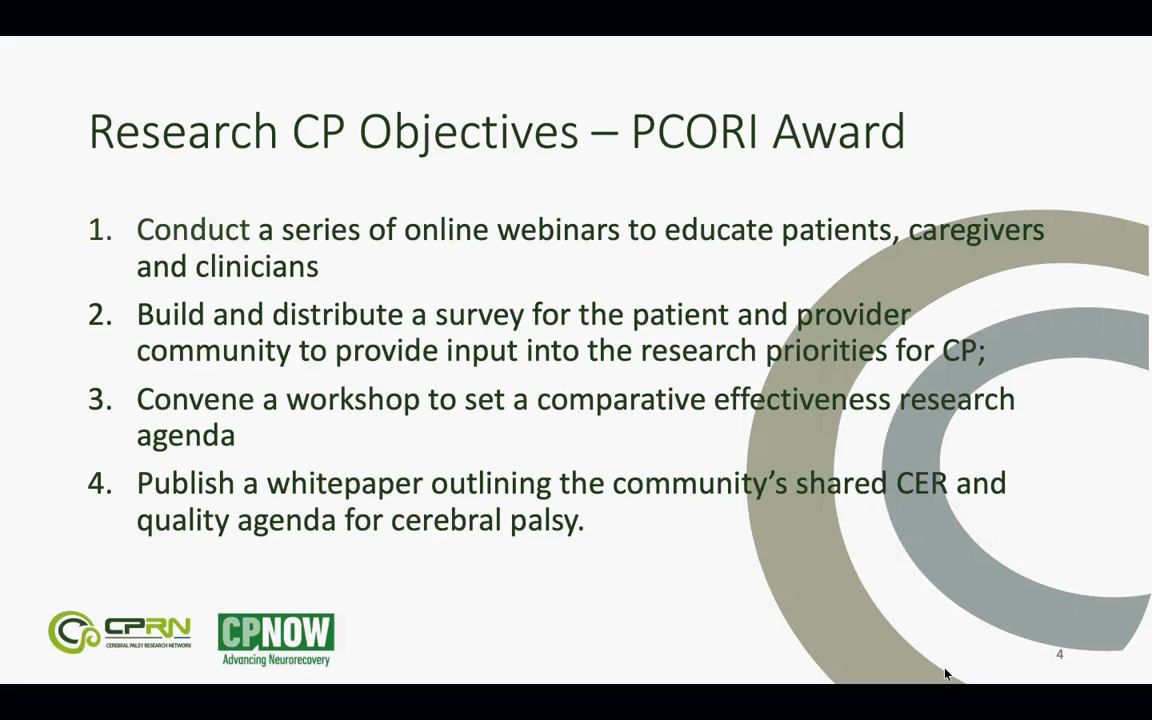 Research CP Objectives – PCORI Award
1. Conduct a series of online webinars to educate patients, caregivers
and clinicians
2. Build and distribute a survey for the patient and provider
community to provide input into the research priorities for CP;
3. Convene a workshop to set a comparative effectiveness research
agenda
4. Publish a whitepaper outlining the community’s shared CER and
quality agenda for cerebral palsy.
CPRN
CEREBRAL PALSY RESEARCH NETWORK
CPNOW
Advancing Neurorecovery
4